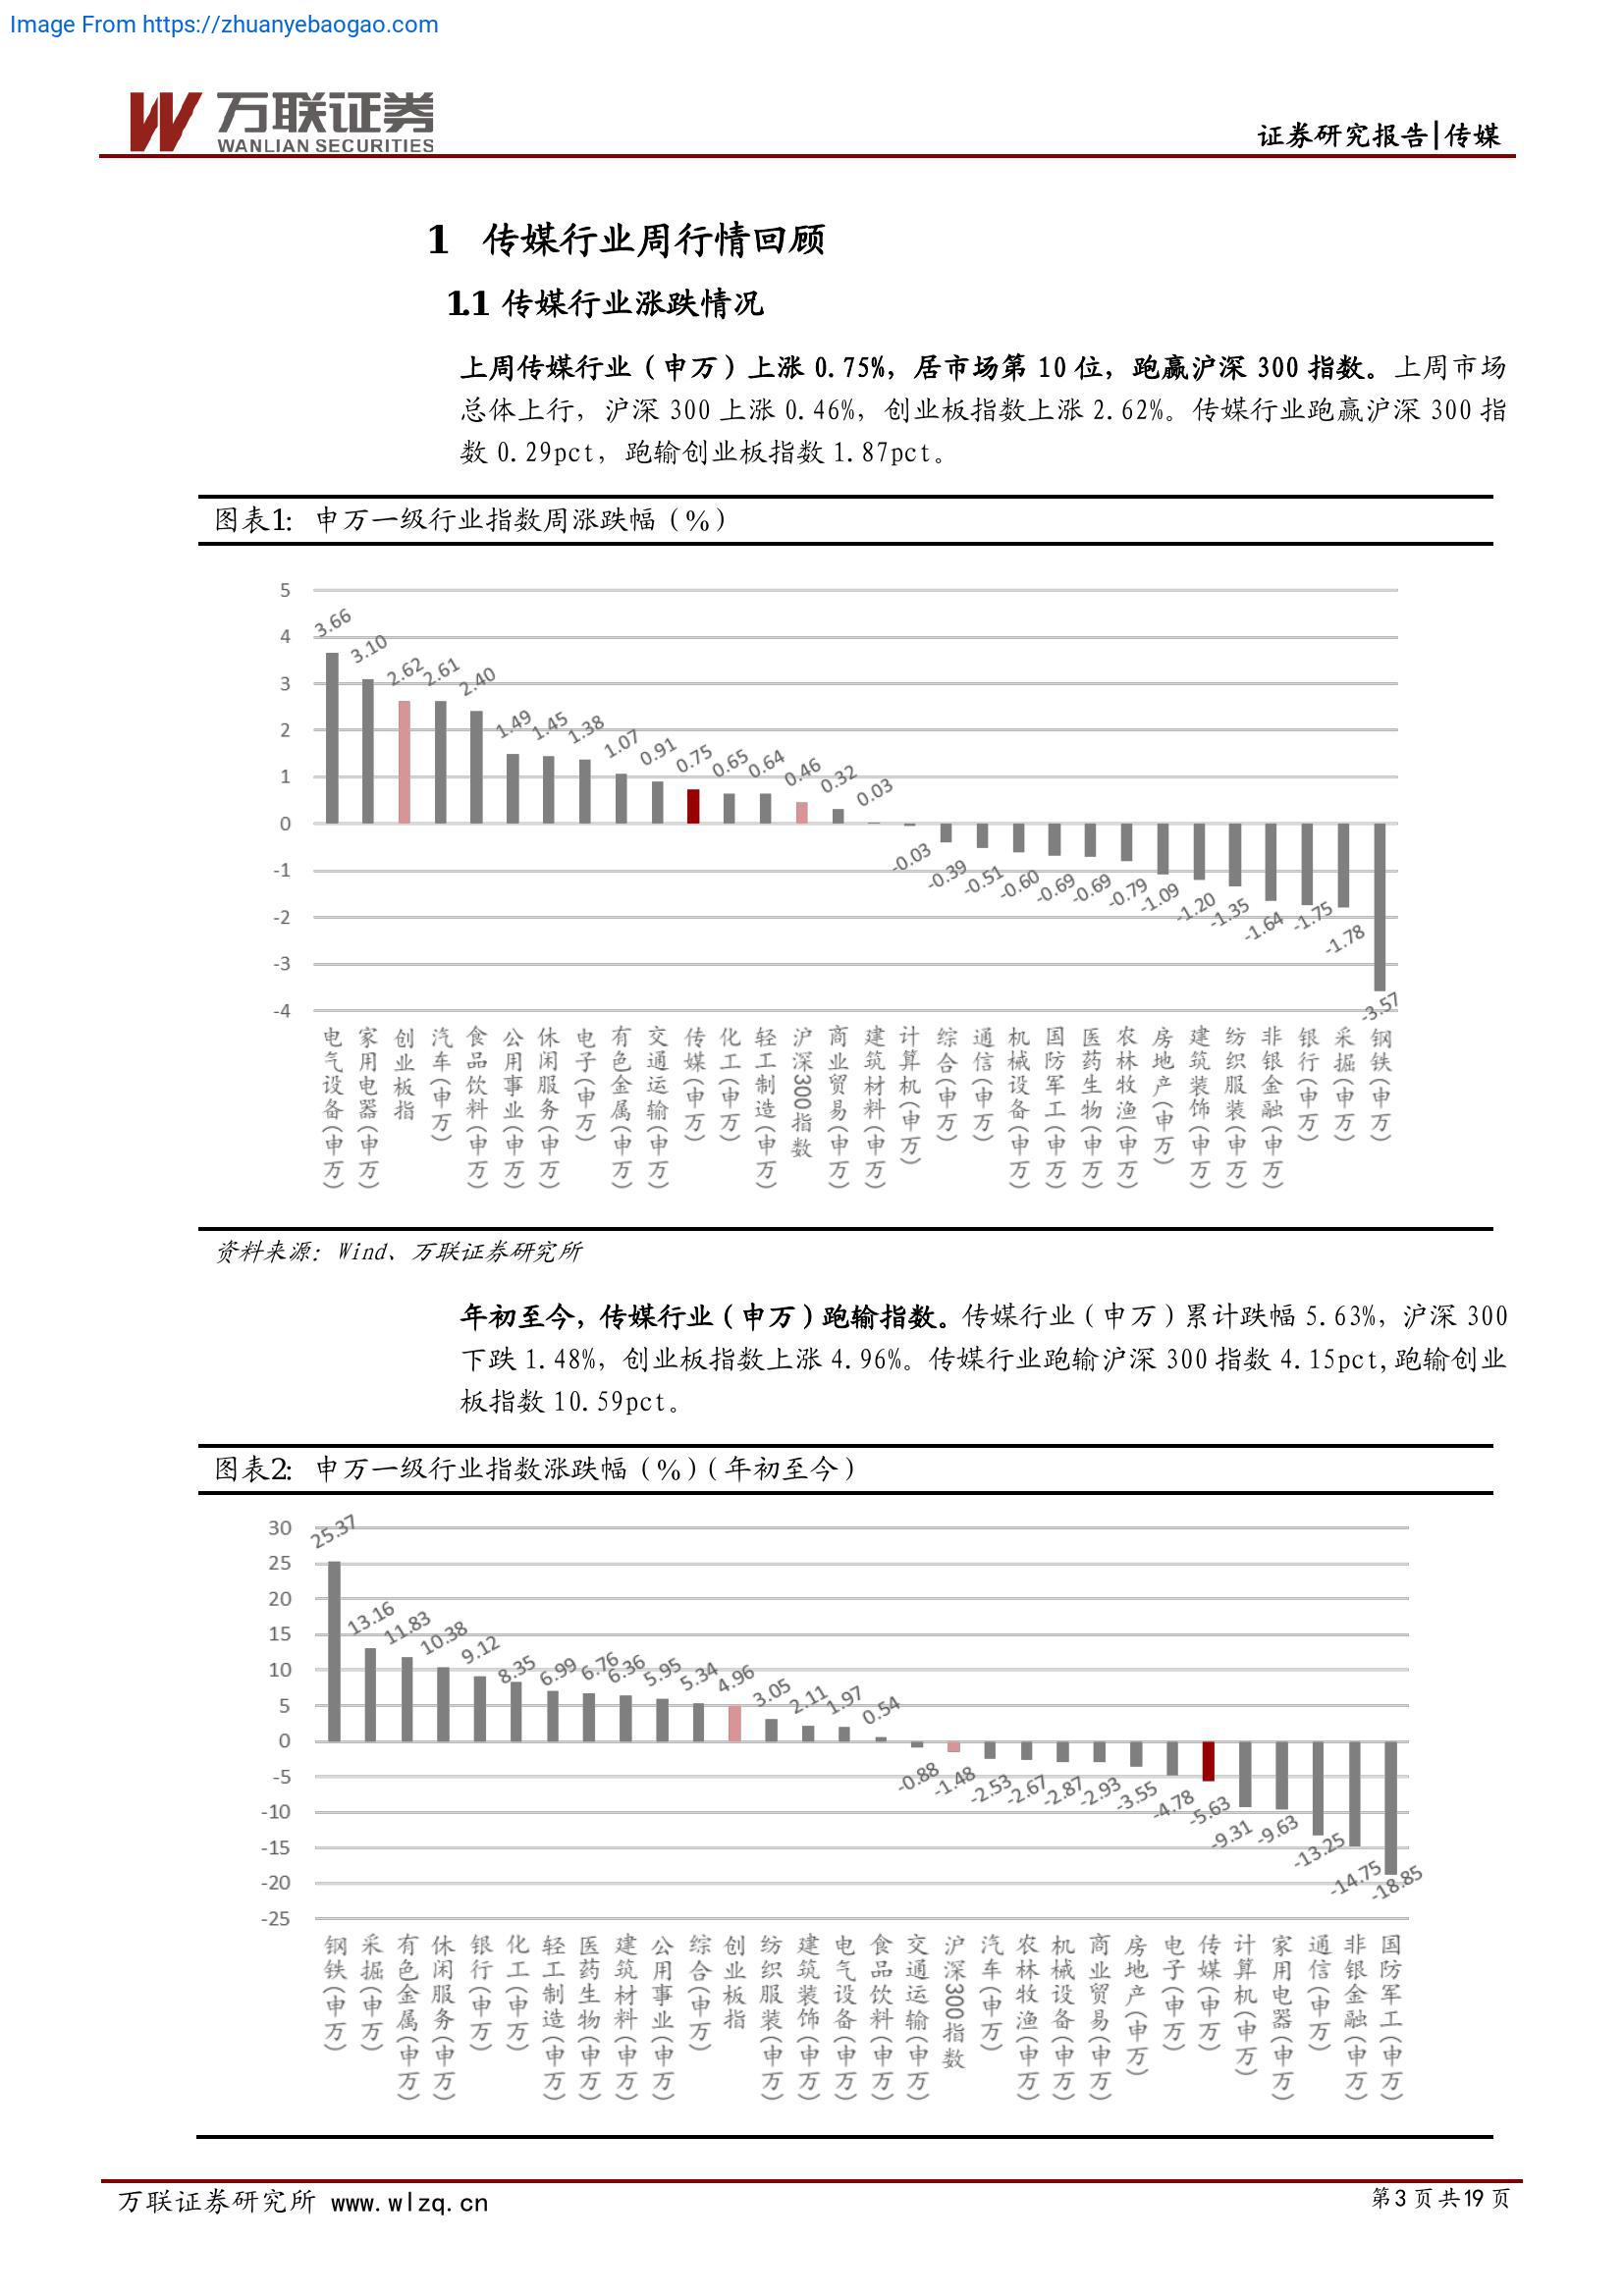 Image From https://zhuanyebaogao.com
万联证券
WANLIAN SECURITIES
证券研究报告|传媒
1 传媒行业周行情回顾
1.1 传媒行业涨跌情况
上周传媒行业（申万）上涨 0.75%，居市场第 10 位，跑赢沪深 300 指数。上周市场
总体上行，沪深 300 上涨 0.46%，创业板指数上涨 2.62%。传媒行业跑赢沪深 300 指
数 0.29pct，跑输创业板指数 1.87pct。
图表1: 申万一级行业指数周涨跌幅（%）
5
4
3
2
1
0
-1
-2
-3
-4
3.66
3.10
2.62
2.61
2.40
1.49
1.45
1.38
1.07
0.91
0.75
0.65
0.64
0.46
0.32
0.03
-0.03
-0.39
-0.51
-0.60
-0.69
-0.69
-0.79
-1.09
-1.20
-1.35
-1.64
-1.75
-1.78
-3.57
电气设备(申万)
家用电器(申万)
创业板指
汽车(申万)
食品饮料(申万)
公用事业(申万)
休闲服务(申万)
电子(申万)
有色金属(申万)
交通运输(申万)
传媒(申万)
化工(申万)
轻工制造(申万)
沪深300指数
商业贸易(申万)
建筑材料(申万)
计算机(申万)
综合(申万)
通信(申万)
机械设备(申万)
国防军工(申万)
医药生物(申万)
农林牧渔(申万)
房地产(申万)
建筑装饰(申万)
纺织服装(申万)
非银金融(申万)
银行(申万)
采掘(申万)
钢铁(申万)
资料来源：Wind、万联证券研究所
年初至今，传媒行业（申万）跑输指数。传媒行业（申万）累计跌幅 5.63%，沪深 300
下跌 1.48%，创业板指数上涨 4.96%。传媒行业跑输沪深 300 指数 4.15pct,跑输创业
板指数 10.59pct。
图表2: 申万一级行业指数涨跌幅（%）（年初至今）
30
25
20
15
10
5
0
-5
-10
-15
-20
-25
25.37
13.16
11.83
10.38
9.12
8.35
6.99
6.76
6.36
5.95
5.34
4.96
3.05
2.11
1.97
0.54
-0.88
-1.48
-2.53
-2.67
-2.87
-2.93
-3.55
-4.78
-5.63
-9.31
-9.63
-13.25
-14.75
-18.85
钢铁(申万)
采掘(申万)
有色金属(申万)
休闲服务(申万)
银行(申万)
化工(申万)
轻工制造(申万)
医药生物(申万)
建筑材料(申万)
公用事业(申万)
综合(申万)
创业板指
纺织服装(申万)
建筑装饰(申万)
电气设备(申万)
食品饮料(申万)
交通运输(申万)
沪深300指数
汽车(申万)
农林牧渔(申万)
机械设备(申万)
商业贸易(申万)
房地产(申万)
电子(申万)
传媒(申万)
计算机(申万)
家用电器(申万)
通信(申万)
非银金融(申万)
国防军工(申万)
万联证券研究所 www.wlzq.cn
第 3 页 共 19 页